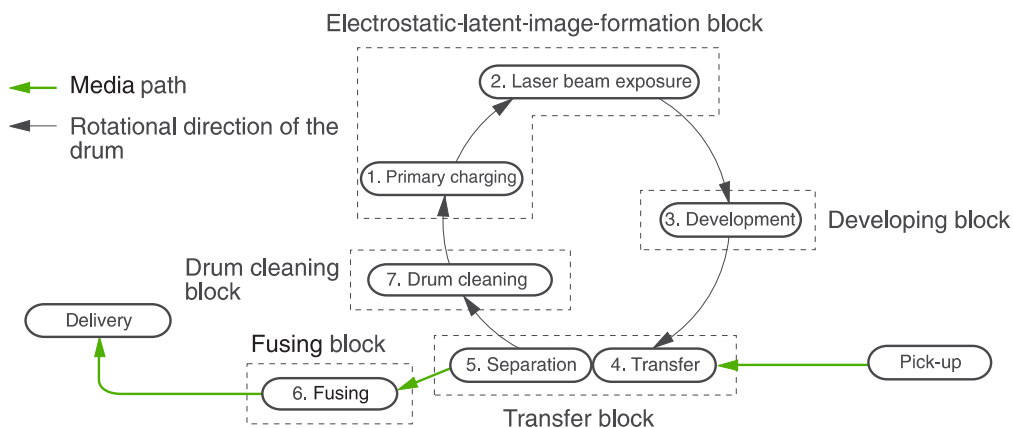 Electrostatic-latent-image-formation block
2. Laser beam exposure
Media path
Rotational direction of the
drum
1. Primary charging
3. Development
Developing block
Drum cleaning
block
7. Drum cleaning
Delivery
Fusing block
5. Separation
4. Transfer
Pick-up
6. Fusing
Transfer block